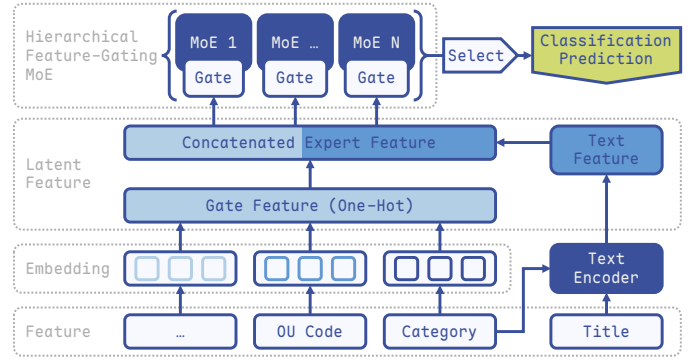 Hierarchical
Feature-Gating
MoE
MoE 1
MoE …
MoE N
Gate
Gate
Gate
Select
Classification
Prediction
Latent
Feature
Concatenated Expert Feature
Text
Feature
Gate Feature (One-Hot)
Embedding
Text
Encoder
Feature
…
OU Code
Category
Title